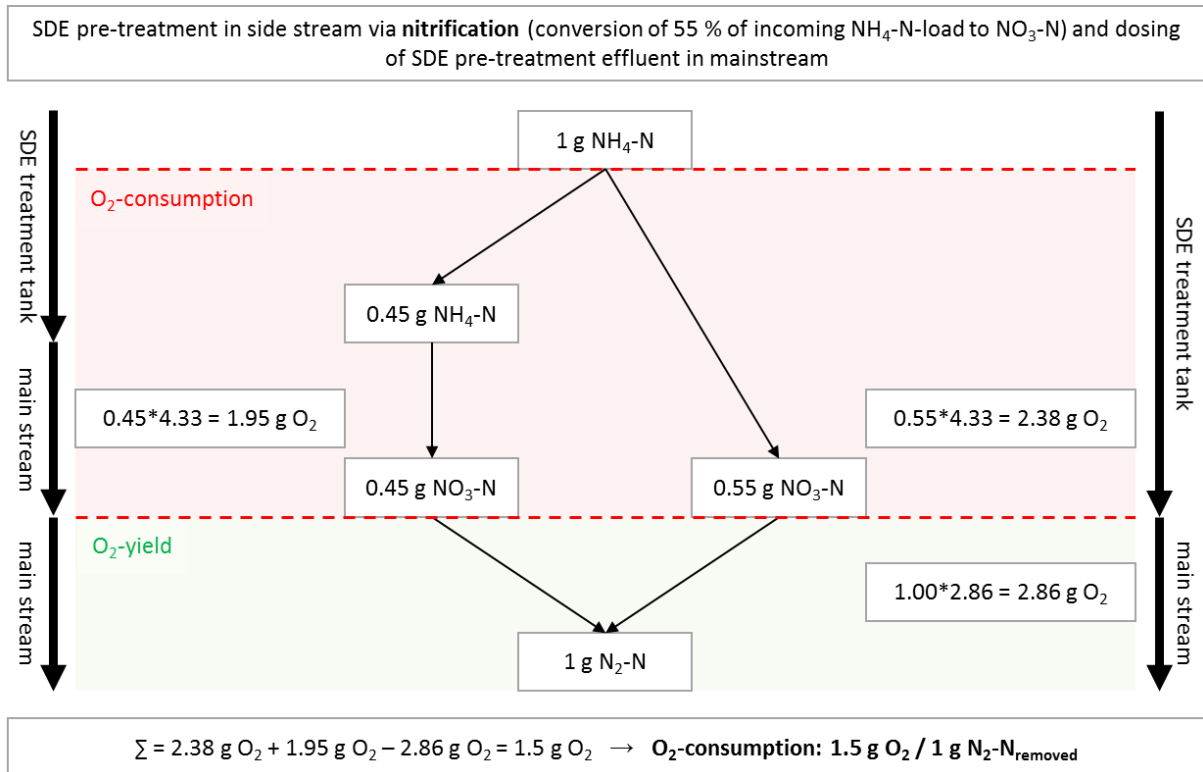 SDE pre-treatment in side stream via nitrification (conversion of 55 % of incoming NH₄-N-load to NO₃-N) and dosing
of SDE pre-treatment effluent in mainstream
SDE treatment tank
main stream
main stream
1 g NH₄-N
O₂-consumption
0.45 g NH₄-N
0.45*4.33 = 1.95 g O₂
0.55*4.33 = 2.38 g O₂
0.45 g NO₃-N
0.55 g NO₃-N
O₂-yield
1.00*2.86 = 2.86 g O₂
1 g N₂-N
SDE treatment tank
main stream
∑ = 2.38 g O₂ + 1.95 g O₂ – 2.86 g O₂ = 1.5 g O₂ → O₂-consumption: 1.5 g O₂ / 1 g N₂-Nremoved